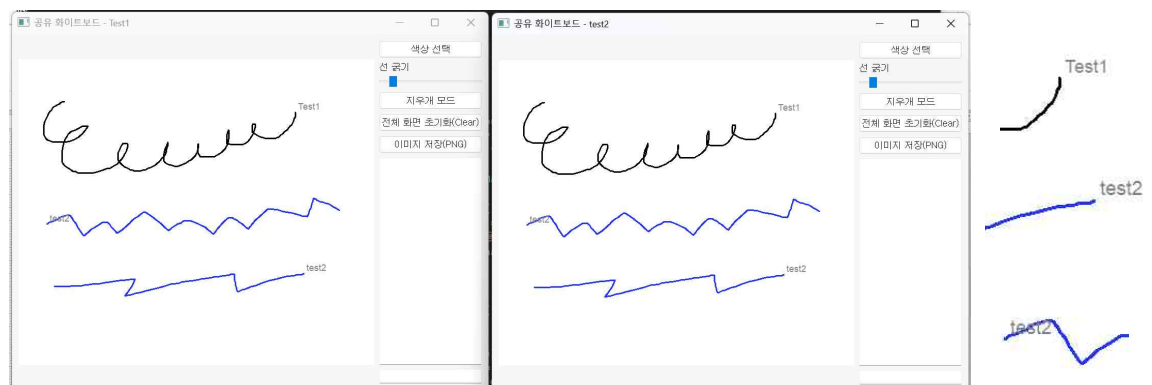 공유 화이트보드 - Test1
색상 선택
선 굵기
지우개 모드
전체 화면 초기화(Clear)
이미지 저장(PNG)
Test1
test2
test2
공유 화이트보드 - test2
색상 선택
선 굵기
지우개 모드
전체 화면 초기화(Clear)
이미지 저장(PNG)
Test1
test2
test2
Test1
test2
test2